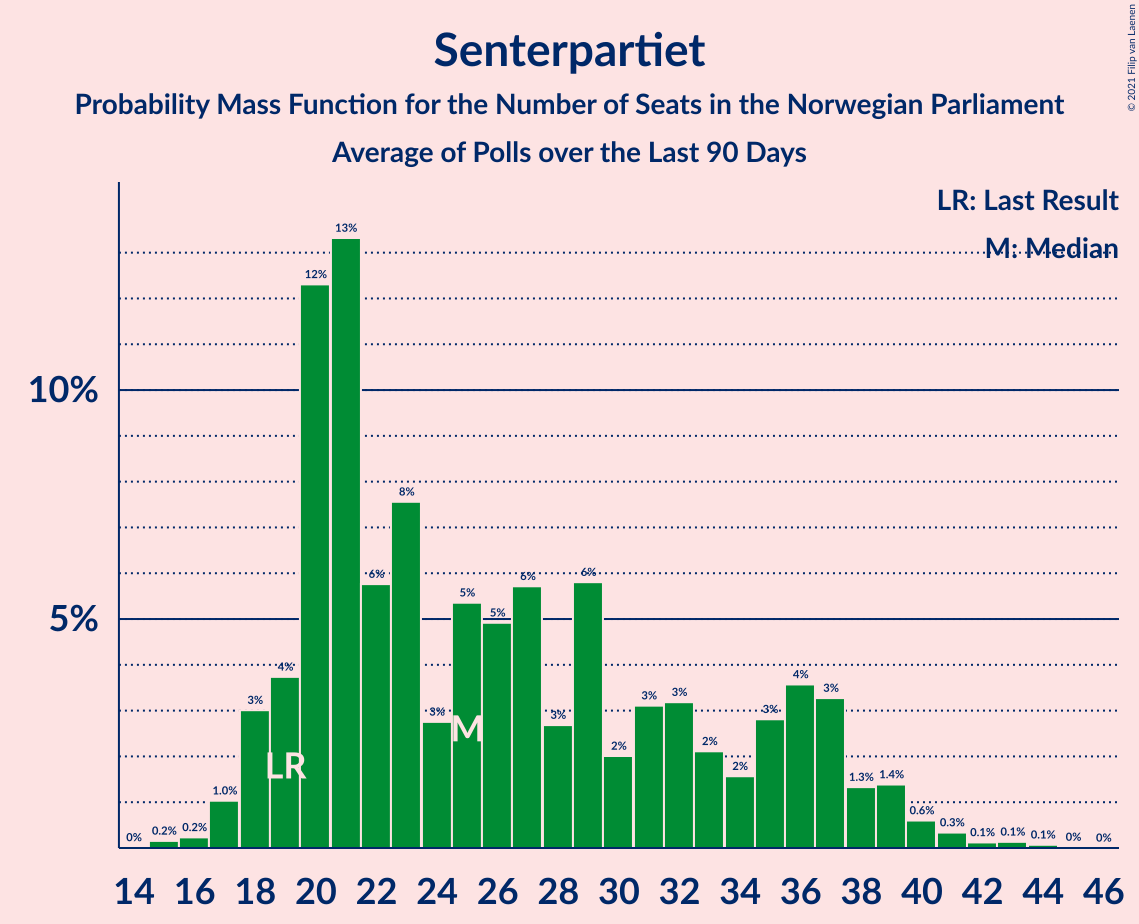 Senterpartiet
Probability Mass Function for the Number of Seats in the Norwegian Parliament
Average of Polls over the Last 90 Days
© 2021 Filip van Laenen
LR: Last Result
M: Median
10%
5%
0% 0.2% 0.2% 1.0% 3% 4% 12% 13% 6% 8% 3% 5% 5% 6% 3% 6% 2% 3% 3% 2% 2% 3% 4% 3% 1.3% 1.4% 0.6% 0.3% 0.1% 0.1% 0.1% 0% 0%
LR
M
14 16 18 20 22 24 26 28 30 32 34 36 38 40 42 44 46